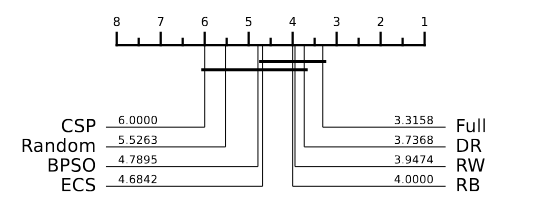 8 7 6 5 4 3 2 1
CSP 6.0000 3.3158 Full
Random 5.5263 3.7368 DR
BPSO 4.7895 3.9474 RW
ECS 4.6842 4.0000 RB